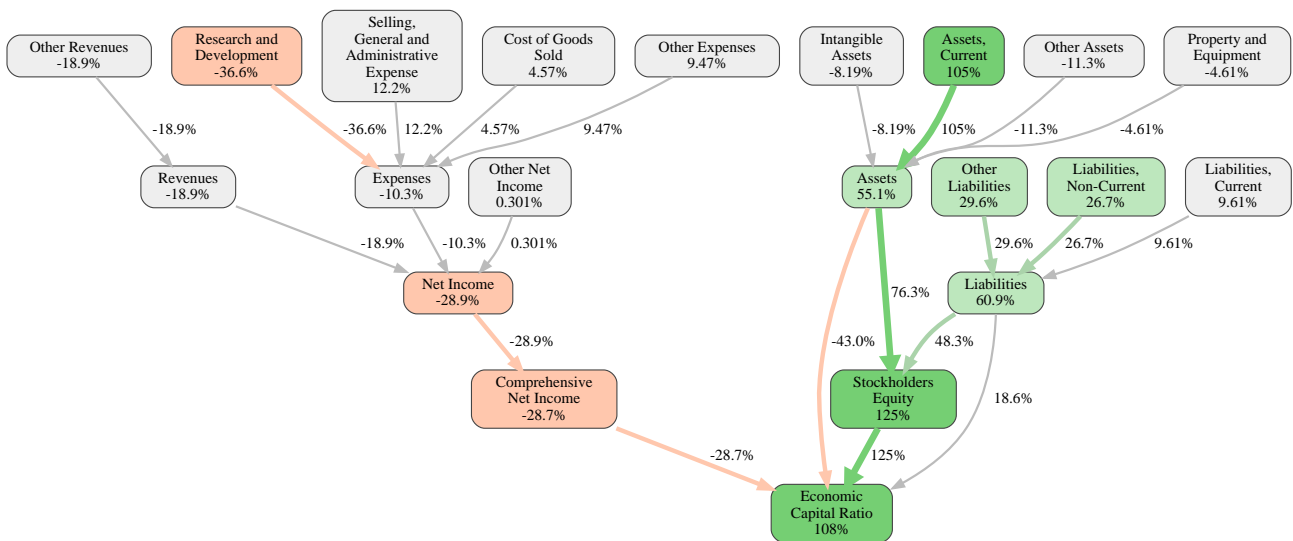 Other Revenues
-18.9%
Research and
Development
-36.6%
Selling,
General and
Administrative
Expense
12.2%
Cost of Goods
Sold
4.57%
Other Expenses
9.47%
Intangible
Assets
-8.19%
Assets,
Current
105%
Other Assets
-11.3%
Property and
Equipment
-4.61%
-18.9%
-36.6%
12.2%
4.57%
9.47%
-8.19%
105%
-11.3%
-4.61%
Revenues
-18.9%
Expenses
-10.3%
Other Net
Income
0.301%
Assets
55.1%
Other
Liabilities
29.6%
Liabilities,
Non-Current
26.7%
Liabilities,
Current
9.61%
-18.9%
-10.3%
0.301%
29.6%
26.7%
9.61%
Net Income
-28.9%
76.3%
Liabilities
60.9%
-28.9%
-43.0%
48.3%
Comprehensive
Net Income
-28.7%
Stockholders
Equity
125%
18.6%
-28.7%
125%
Economic
Capital Ratio
108%